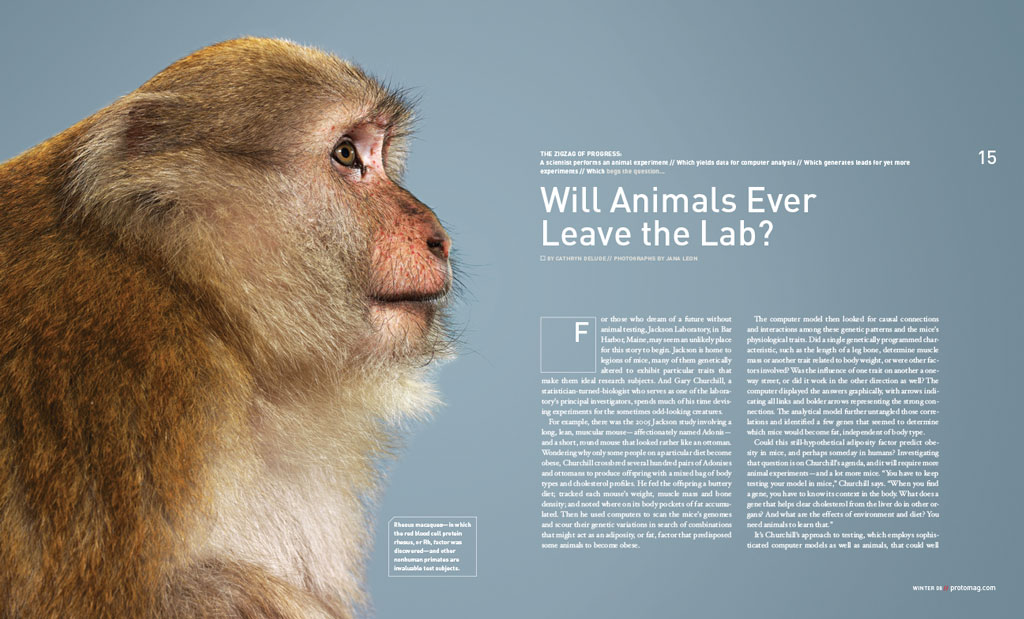 THE ZIGZAG OF PROGRESS:
A scientist performs an animal experiment // Which yields data for computer analysis // Which generates leads for yet more
experiments // Which begs the question...
15
Will Animals Ever
Leave the Lab?
BY CATHRYN DELUDE // PHOTOGRAPHS BY JANA LEON
For those who dream of a future without
animal testing, Jackson Laboratory, in Bar
Harbor, Maine, may seem an unlikely place
for this story to begin. Jackson is home to
legions of mice, many of them genetically
altered to exhibit particular traits that
make them ideal research subjects. And Gary Churchill, a
statistician-turned-biologist who serves as one of the labora-
tory's principal investigators, spends much of his time devis-
ing experiments for the sometimes odd-looking creatures.
For example, there was the 2005 Jackson study involving a
long, lean, muscular mouse—affectionately named Adonis—
and a short, round mouse that looked rather like an ottoman.
Wondering why only some people on a particular diet become
obese, Churchill crossbred several hundred pairs of Adonises
and ottomans to produce offspring with a mixed bag of body
types and cholesterol profiles. He fed the offspring a buttery
diet; tracked each mouse's weight, muscle mass and bone
density; and noted where on its body pockets of fat accumu-
lated. Then he used computers to scan the mice's genomes
and scour their genetic variations in search of combinations
that might act as an adiposity, or fat, factor that predisposed
some animals to become obese.
The computer model then looked for causal connections
and interactions among these genetic patterns and the mice's
physiological traits. Did a single genetically programmed char-
acteristic, such as the length of a leg bone, determine muscle
mass or another trait related to body weight, or were other fac-
tors involved? Was the influence of one trait on another a one-
way street, or did it work in the other direction as well? The
computer displayed the answers graphically, with arrows indi-
cating all links and bolder arrows representing the strong con-
nections. The analytical model further untangled those corre-
lations and identified a few genes that seemed to determine
which mice would become fat, independent of body type.
Could this still-hypothetical adiposity factor predict obe-
sity in mice, and perhaps someday in humans? Investigating
that question is on Churchill's agenda, and it will require more
animal experiments—and a lot more mice. "You have to keep
testing your model in mice," Churchill says. "When you find
a gene, you have to know its context in the body. What does a
gene that helps clear cholesterol from the liver do in other or-
gans? And what are the effects of environment and diet? You
need animals to learn that."
It's Churchill's approach to testing, which employs sophis-
ticated computer models as well as animals, that could well
Rhesus macaques—in which
the red blood cell protein
rhesus, or Rh, factor was
discovered—and other
nonhuman primates are
invaluable test subjects.
WINTER 08 protomag.com